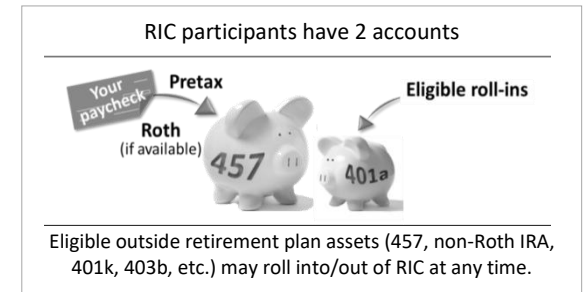 RIC participants have 2 accounts
Your
paycheck
Pretax
Roth
(if available)
457
Eligible roll-ins
401a
Eligible outside retirement plan assets (457, non-Roth IRA,
401k, 403b, etc.) may roll into/out of RIC at any time.